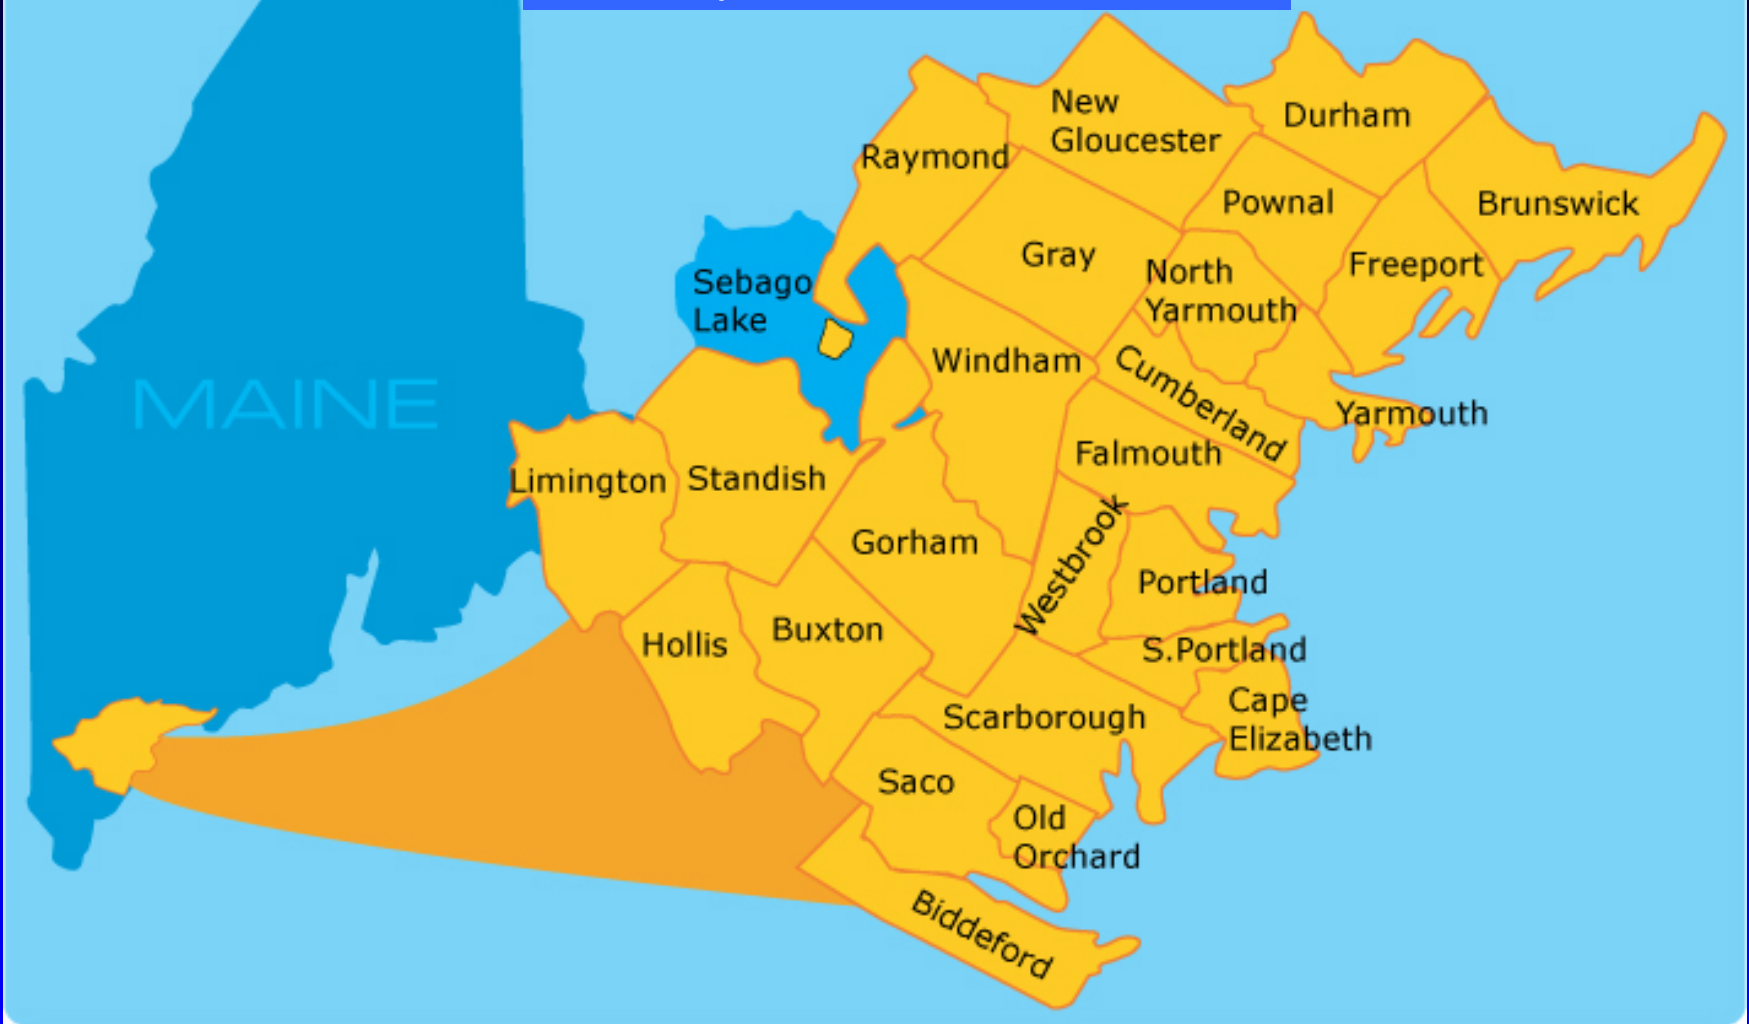 New
Gloucester
Durham
Raymond
Pownal
Brunswick
Gray
North
Yarmouth
Freeport
Sebago
Lake
Windham
Cumberland
MAINE
Yarmouth
Falmouth
Limington
Standish
Gorham
Westbrook
Portland
Hollis
Buxton
S.Portland
Cape
Elizabeth
Scarborough
Saco
Old
Orchard
Biddeford